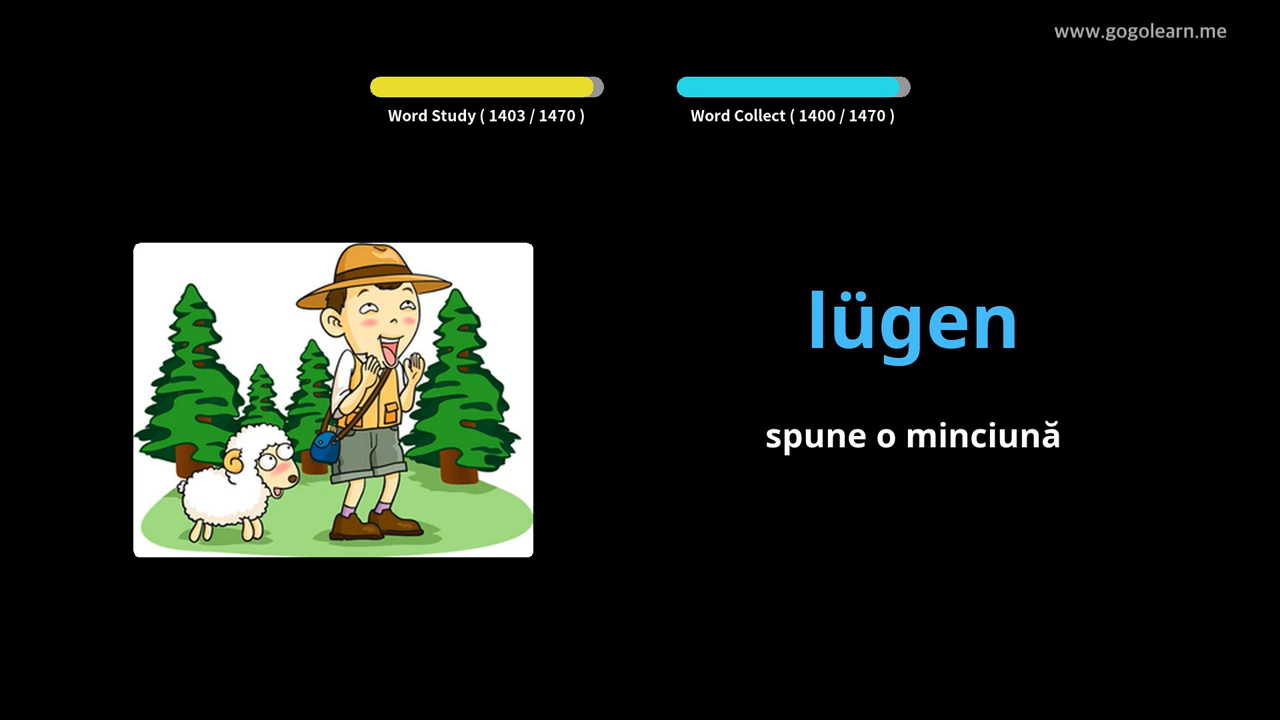 www.gogolearn.me
Word Study ( 1403 / 1470 )
Word Collect ( 1400 / 1470 )
lügen
spune o minciună